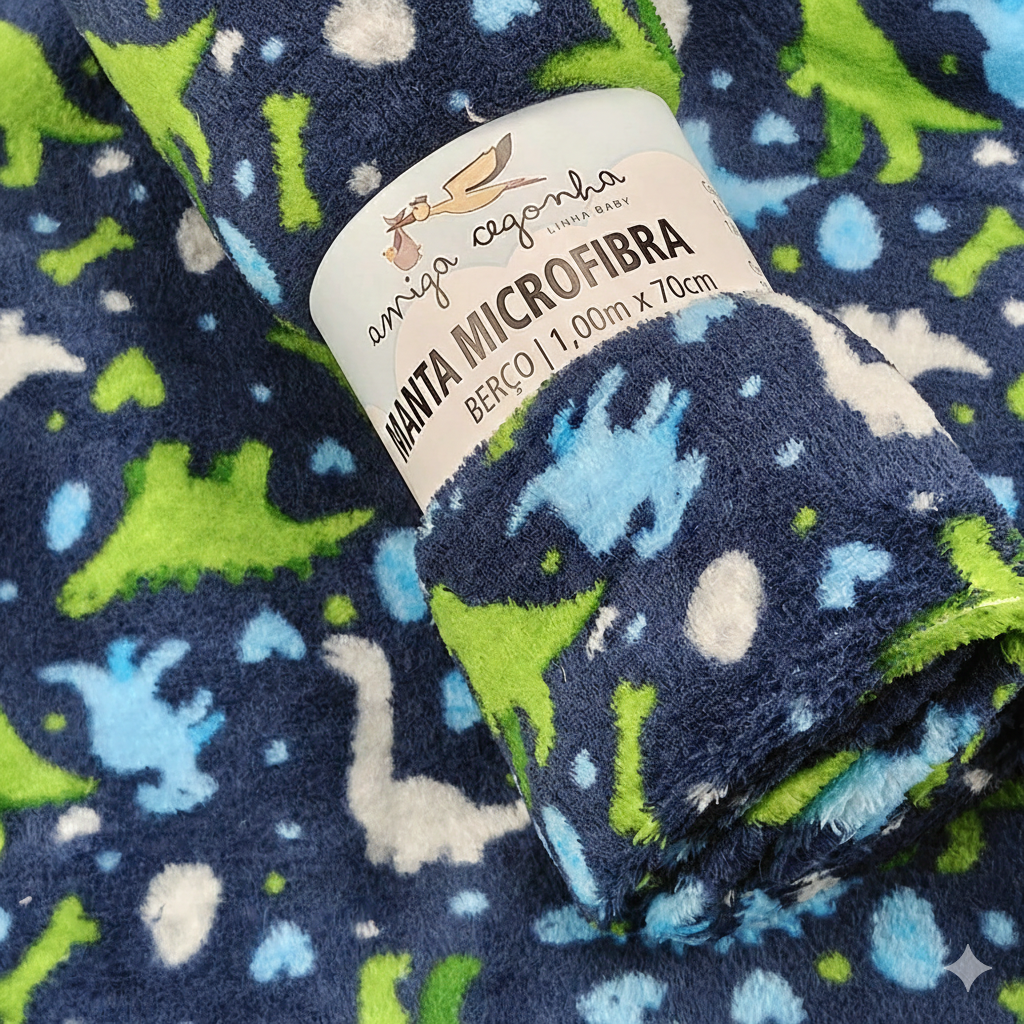 amiga cegonha
LINHA BABY
MANTA MICROFIBRA
BERÇO | 1,00m x 70cm